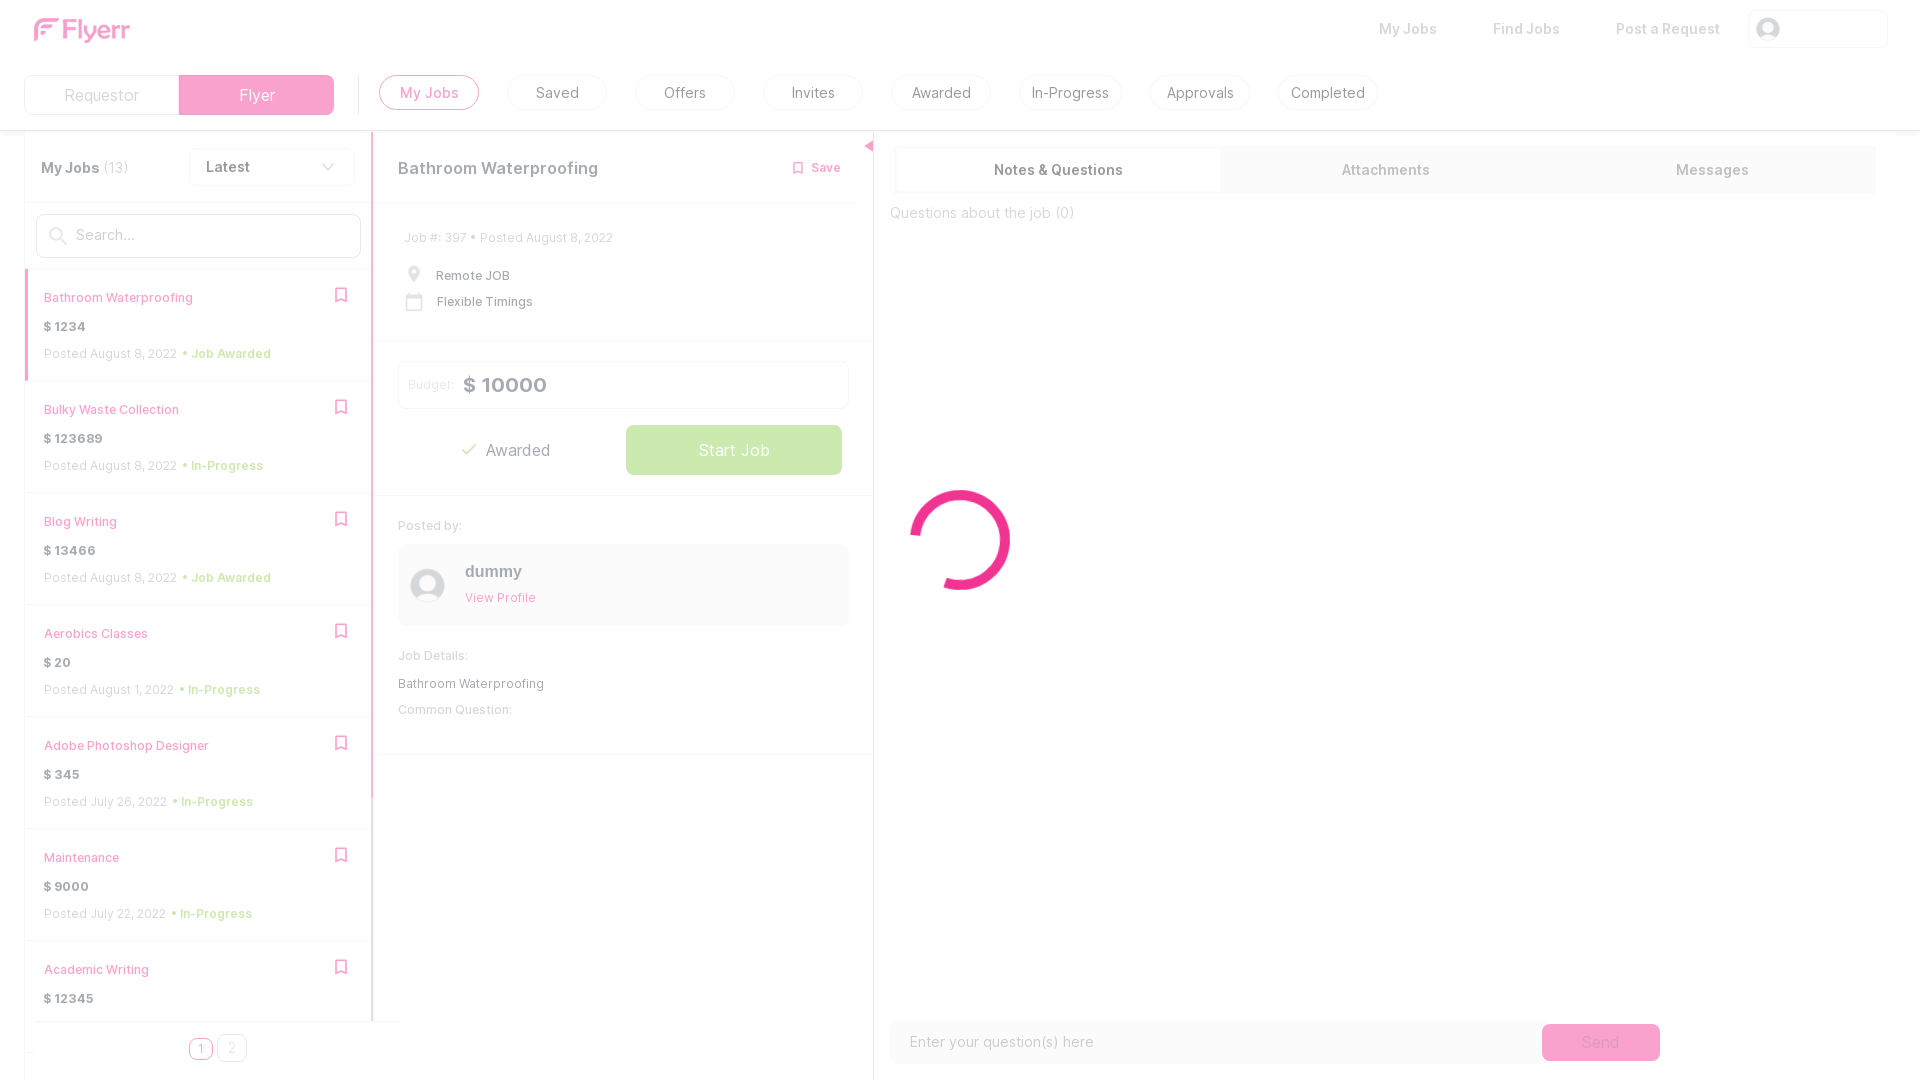 Flyerr
My Jobs
Find Jobs
Post a Request
Requestor
Flyer
My Jobs
Saved
Offers
Invites
Awarded
In-Progress
Approvals
Completed
My Jobs (13)
Latest
Search...
Bathroom Waterproofing
$ 1234
Posted August 8, 2022 • Job Awarded
Bulky Waste Collection
$ 123689
Posted August 8, 2022 • In-Progress
Blog Writing
$ 13466
Posted August 8, 2022 • Job Awarded
Aerobics Classes
$ 20
Posted August 1, 2022 • In-Progress
Adobe Photoshop Designer
$ 345
Posted July 26, 2022 • In-Progress
Maintenance
$ 9000
Posted July 22, 2022 • In-Progress
Academic Writing
$ 12345
1
2
Bathroom Waterproofing
Save
Job #: 397 • Posted August 8, 2022
Remote JOB
Flexible Timings
Budget: $ 10000
Awarded
Start Job
Posted by:
dummy
View Profile
Job Details:
Bathroom Waterproofing
Common Question:
Notes & Questions
Attachments
Messages
Questions about the job (0)
Enter your question(s) here
Send